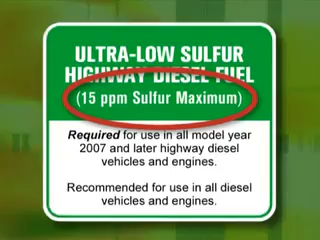 ULTRA-LOW SULFUR
HIGHWAY DIESEL FUEL
(15 ppm Sulfur Maximum)
Required for use in all model year
2007 and later highway diesel
vehicles and engines.
Recommended for use in all diesel
vehicles and engines.